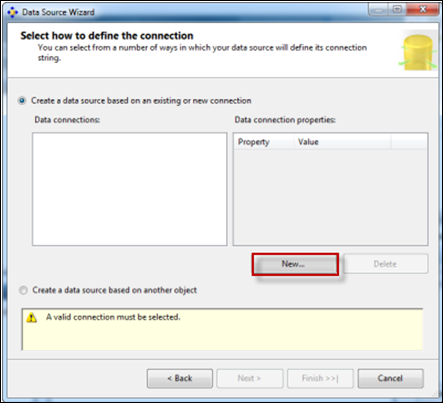 Data Source Wizard
Select how to define the connection
You can select from a number of ways in which your data source will define its connection
string.
Create a data source based on an existing or new connection
Data connections:
Data connection properties:
Property Value
New... Delete
Create a data source based on another object
A valid connection must be selected.
< Back Next > Finish >>| Cancel